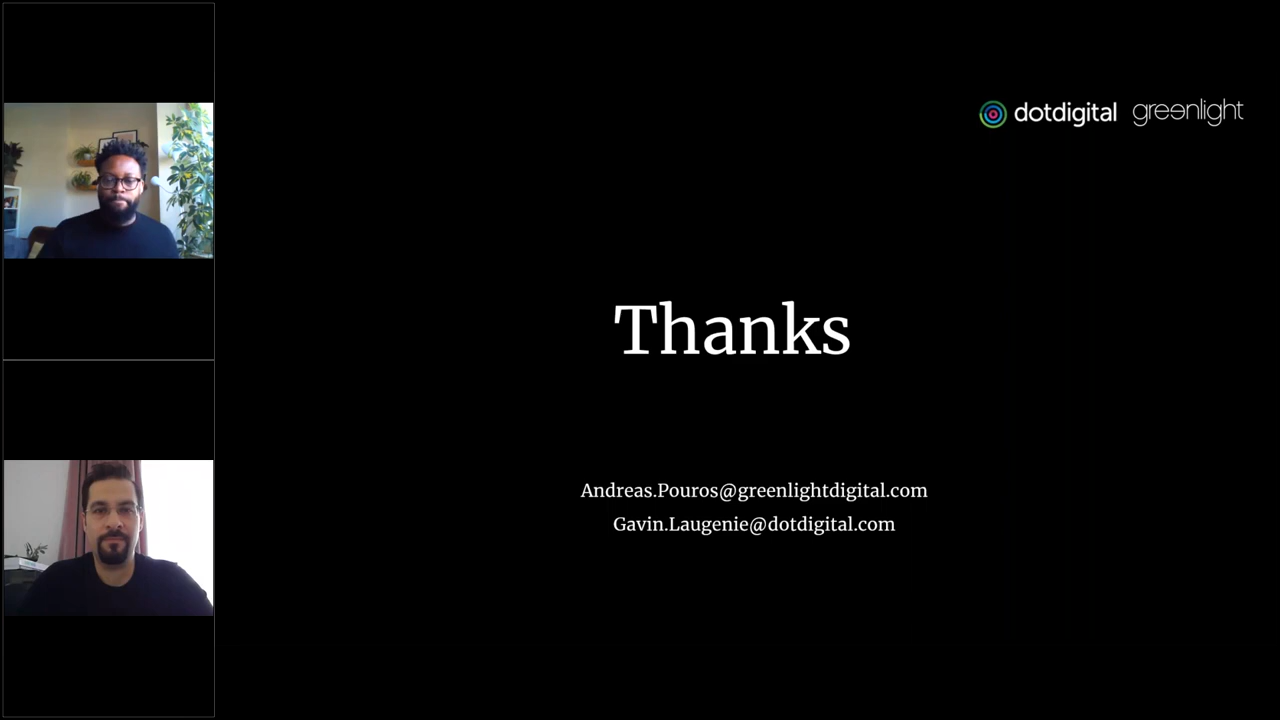 dotdigital greenlight
Thanks
Andreas.Pouros@greenlightdigital.com
Gavin.Laugenie@dotdigital.com